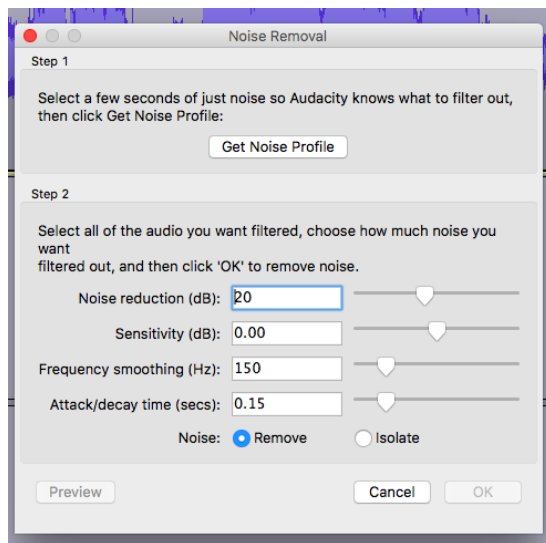 Noise Removal
Step 1
Select a few seconds of just noise so Audacity knows what to filter out,
then click Get Noise Profile:
Get Noise Profile
Step 2
Select all of the audio you want filtered, choose how much noise you
want
filtered out, and then click 'OK' to remove noise.
Noise reduction (dB): 20
Sensitivity (dB): 0.00
Frequency smoothing (Hz): 150
Attack/decay time (secs): 0.15
Noise: Remove Isolate
Preview Cancel OK